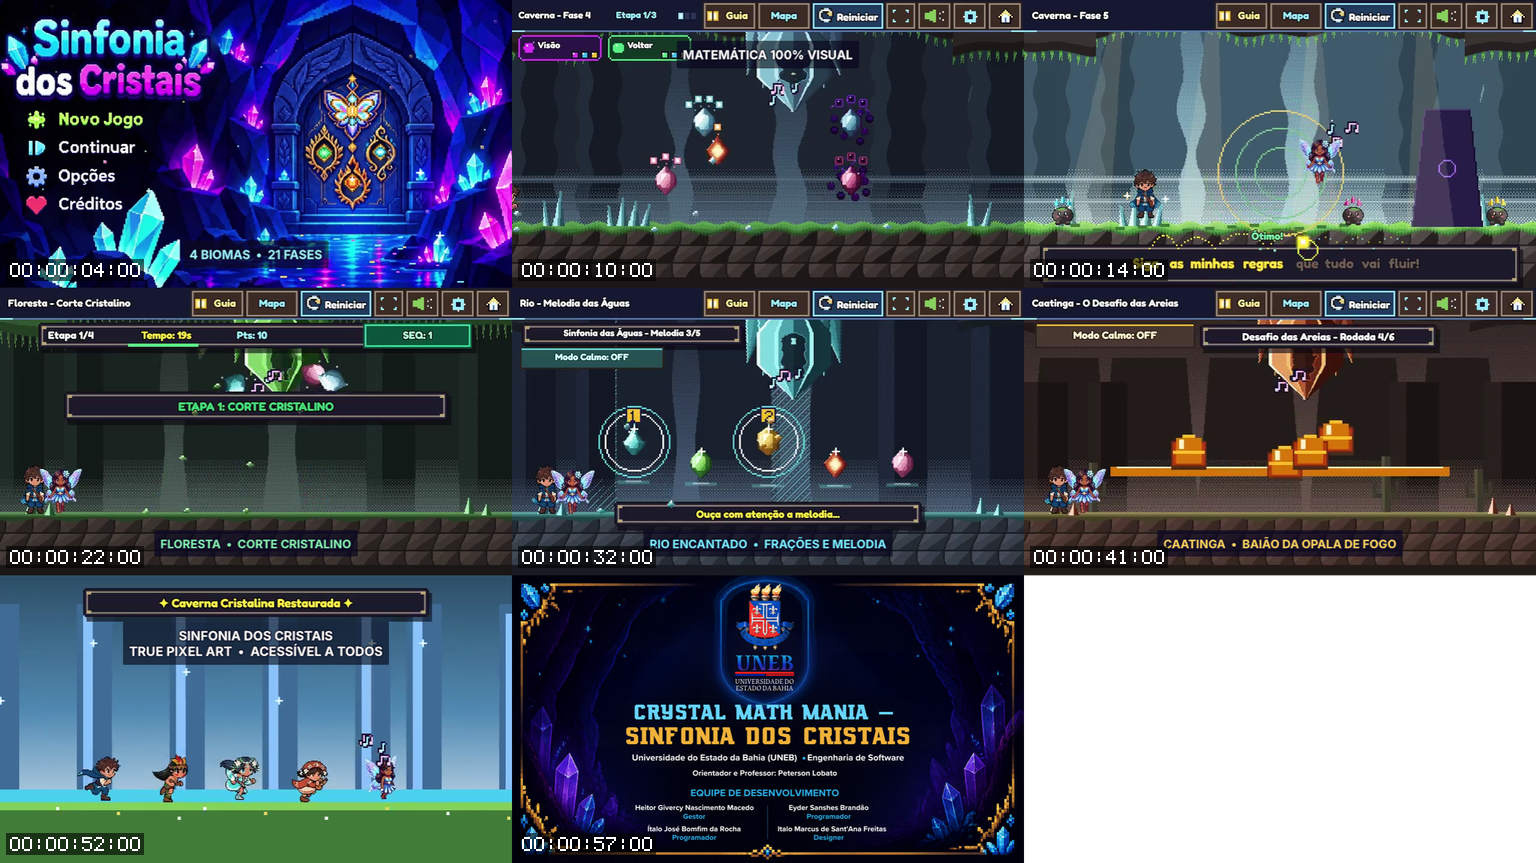 Sinfonia
dos Cristais
Novo Jogo
Continuar
Opções
Créditos
4 BIOMAS • 21 FASES
00:00:04:00
Caverna - Fase 4
Etapa 1/3
Guia
Mapa
Reiniciar
Visão
Voltar
MATEMÁTICA 100% VISUAL
00:00:10:00
Caverna - Fase 5
Guia
Mapa
Reiniciar
Ótimo!
as minhas regras que tudo vai fluir!
00:00:14:00
Floresta - Corte Cristalino
Guia
Mapa
Reiniciar
Etapa 1/4
Tempo: 19s
Pts: 10
SEQ: 1
ETAPA 1: CORTE CRISTALINO
FLORESTA • CORTE CRISTALINO
00:00:22:00
Rio - Melodia das Águas
Guia
Mapa
Reiniciar
Sinfonia das Águas - Melodia 3/5
Modo Calmo: OFF
1
?
Ouça com atenção a melodia...
RIO ENCANTADO • FRAÇÕES E MELODIA
00:00:32:00
Caatinga - O Desafio das Areias
Guia
Mapa
Reiniciar
Modo Calmo: OFF
Desafio das Areias - Rodada 4/6
CAATINGA • BAIÃO DA OPALA DE FOGO
00:00:41:00
✦ Caverna Cristalina Restaurada ✦
SINFONIA DOS CRISTAIS
TRUE PIXEL ART • ACESSÍVEL A TODOS
00:00:52:00
UNEB
UNIVERSIDADE DO
ESTADO DA BAHIA
CRYSTAL MATH MANIA –
SINFONIA DOS CRISTAIS
Universidade do Estado da Bahia (UNEB) • Engenharia de Software
Orientador e Professor: Peterson Lobato
EQUIPE DE DESENVOLVIMENTO
Heitor Givercy Nascimento Macedo
Gestor
Eyder Sanshes Brandão
Programador
Ítalo José Bomfim da Rocha
Programador
Italo Marcus de Sant'Ana Freitas
Designer
00:00:57:00